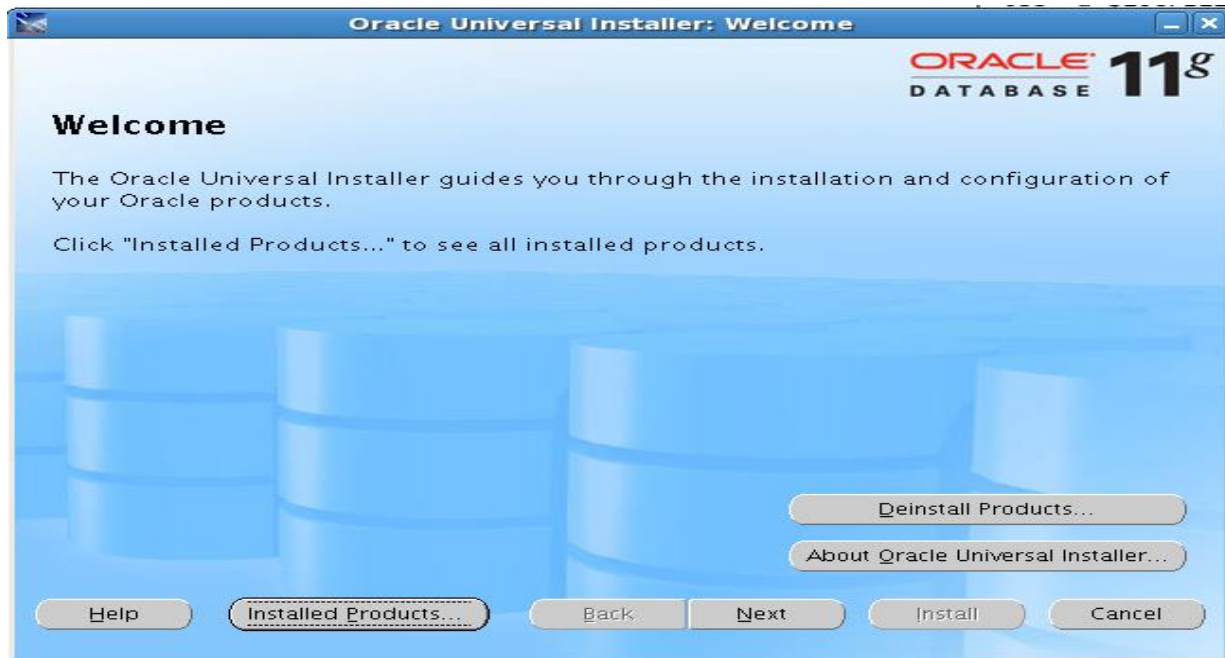 Oracle Universal Installer: Welcome
ORACLE 11g
DATABASE
Welcome
The Oracle Universal Installer guides you through the installation and configuration of
your Oracle products.
Click "Installed Products..." to see all installed products.
Deinstall Products...
About Oracle Universal Installer...
Help Installed Products... Back Next Install Cancel